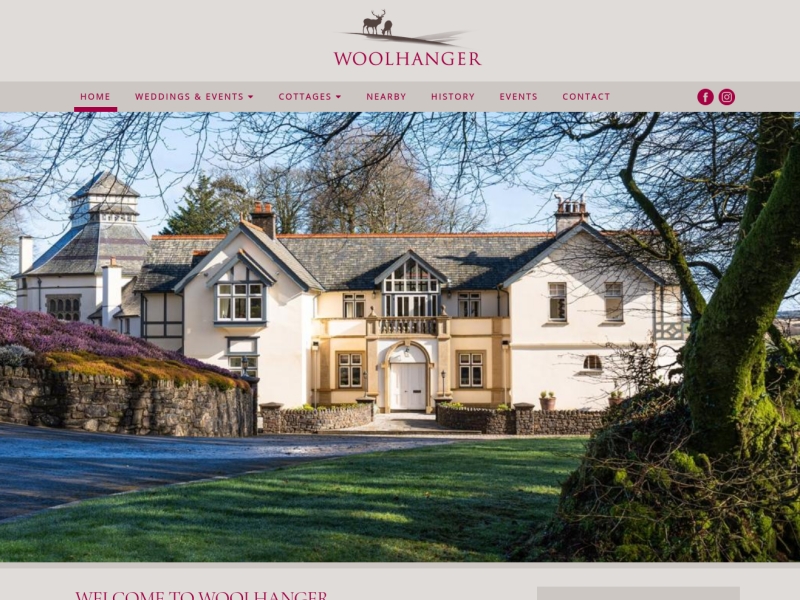 WOOLHANGER
HOME WEDDINGS & EVENTS COTTAGES NEARBY HISTORY EVENTS CONTACT
WELCOME TO WOOLHANGER